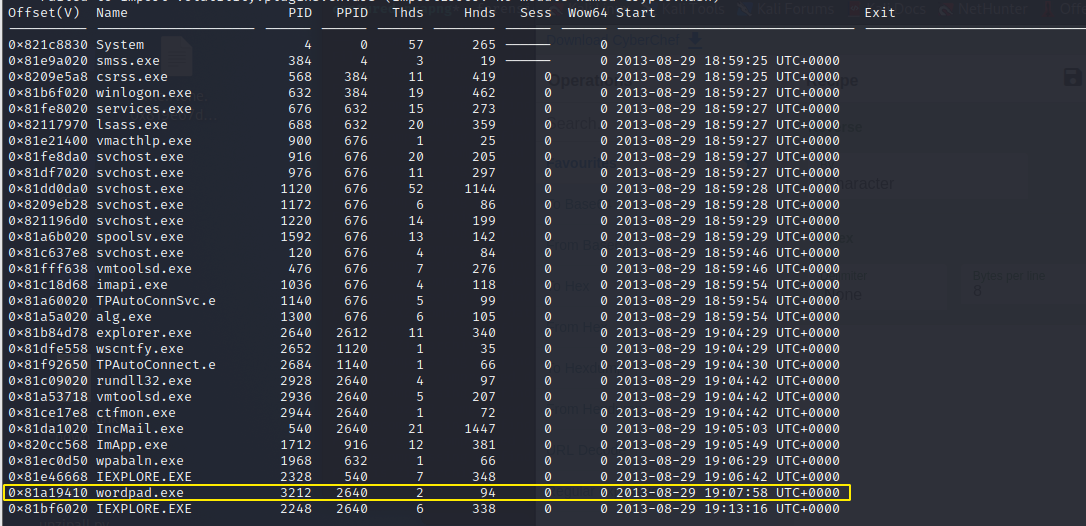 Offset(V) Name PID PPID Thds Hnds Sess Wow64 Start Exit
0×821c8830 System 4 0 57 265 ------ 0
0×81e9a020 smss.exe 384 4 3 19 ------ 0 2013-08-29 18:59:25 UTC+0000
0×8209e5a8 csrss.exe 568 384 11 419 0 0 2013-08-29 18:59:25 UTC+0000
0×81b6f020 winlogon.exe 632 384 19 462 0 0 2013-08-29 18:59:27 UTC+0000
0×81fe8020 services.exe 676 632 15 273 0 0 2013-08-29 18:59:27 UTC+0000
0×82117970 lsass.exe 688 632 20 359 0 0 2013-08-29 18:59:27 UTC+0000
0×81e21400 vmacthlp.exe 900 676 1 25 0 0 2013-08-29 18:59:27 UTC+0000
0×81fe8da0 svchost.exe 916 676 20 205 0 0 2013-08-29 18:59:27 UTC+0000
0×81df7020 svchost.exe 976 676 11 297 0 0 2013-08-29 18:59:27 UTC+0000
0×81dd0da0 svchost.exe 1120 676 52 1144 0 0 2013-08-29 18:59:28 UTC+0000
0×8209eb28 svchost.exe 1172 676 6 86 0 0 2013-08-29 18:59:28 UTC+0000
0×821196d0 svchost.exe 1220 676 14 199 0 0 2013-08-29 18:59:28 UTC+0000
0×81a6b020 spoolsv.exe 1592 676 13 142 0 0 2013-08-29 18:59:29 UTC+0000
0×81c637e8 svchost.exe 120 676 4 84 0 0 2013-08-29 18:59:46 UTC+0000
0×81fff638 vmtoolsd.exe 476 676 7 276 0 0 2013-08-29 18:59:46 UTC+0000
0×81c18d68 imapi.exe 1036 676 4 118 0 0 2013-08-29 18:59:54 UTC+0000
0×81a60020 TPAutoConnSvc.e 1140 676 5 99 0 0 2013-08-29 18:59:54 UTC+0000
0×81a5a020 alg.exe 1300 676 6 105 0 0 2013-08-29 18:59:54 UTC+0000
0×81b84d78 explorer.exe 2640 2612 11 340 0 0 2013-08-29 19:04:29 UTC+0000
0×81dfe558 wscntfy.exe 2652 1120 1 35 0 0 2013-08-29 19:04:29 UTC+0000
0×81f92650 TPAutoConnect.e 2684 1140 1 66 0 0 2013-08-29 19:04:30 UTC+0000
0×81c09020 rundll32.exe 2928 2640 4 97 0 0 2013-08-29 19:04:42 UTC+0000
0×81a53718 vmtoolsd.exe 2936 2640 5 207 0 0 2013-08-29 19:04:42 UTC+0000
0×81ce17e8 ctfmon.exe 2944 2640 1 72 0 0 2013-08-29 19:04:42 UTC+0000
0×81da1020 IncMail.exe 540 2640 21 1447 0 0 2013-08-29 19:05:03 UTC+0000
0×820cc568 ImApp.exe 1712 916 12 381 0 0 2013-08-29 19:05:49 UTC+0000
0×81ec0d50 wpabaln.exe 1968 632 1 66 0 0 2013-08-29 19:06:29 UTC+0000
0×81e46668 IEXPLORE.EXE 2328 540 7 348 0 0 2013-08-29 19:06:42 UTC+0000
0×81a19410 wordpad.exe 3212 2640 2 94 0 0 2013-08-29 19:07:58 UTC+0000
0×81bf6020 IEXPLORE.EXE 2248 2640 6 338 0 0 2013-08-29 19:13:16 UTC+0000